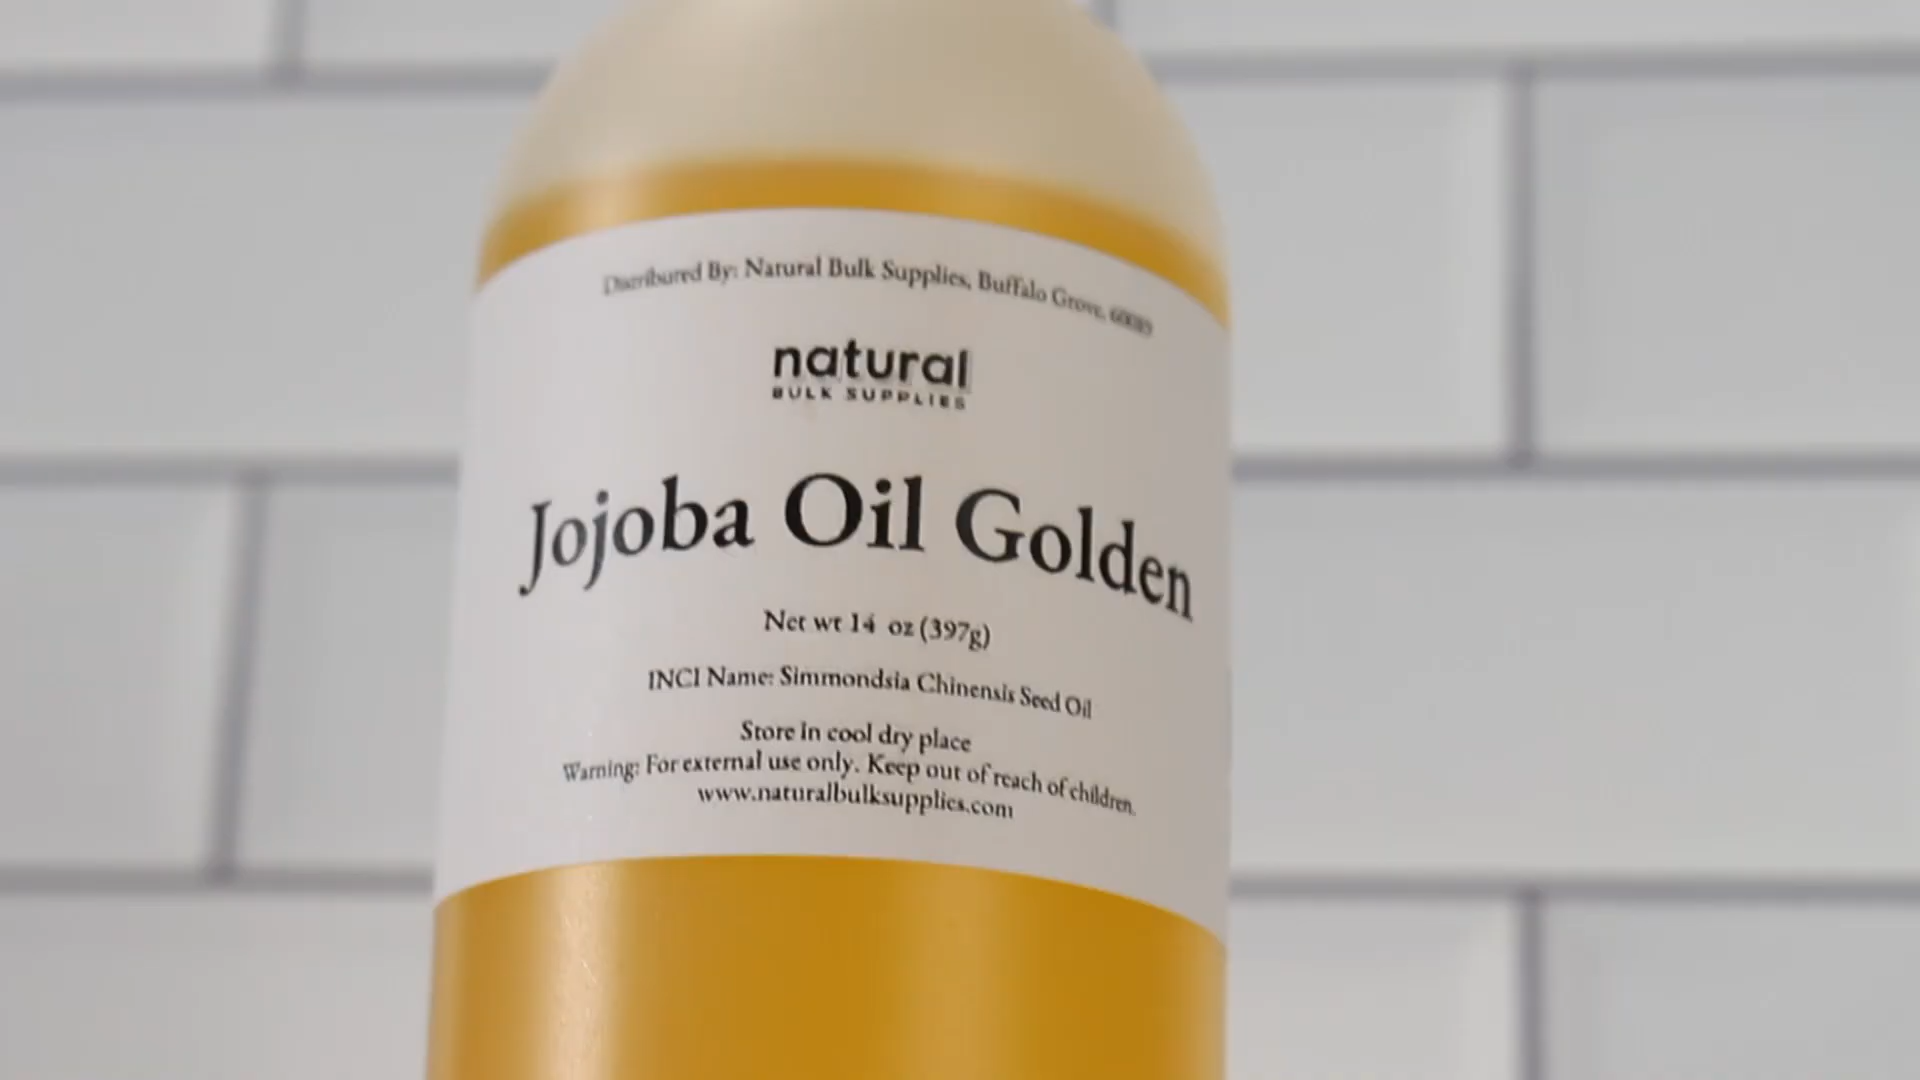 Distributed By: Natural Bulk Supplies, Buffalo Grove,
natural
BULK SUPPLIES
Jojoba Oil Golden
Net wt 14 oz (397g)
INCI Name: Simmondsia Chinensis Seed Oil
Store in cool dry place
Warning: For external use only. Keep out of reach of children.
www.naturalbulksupplies.com